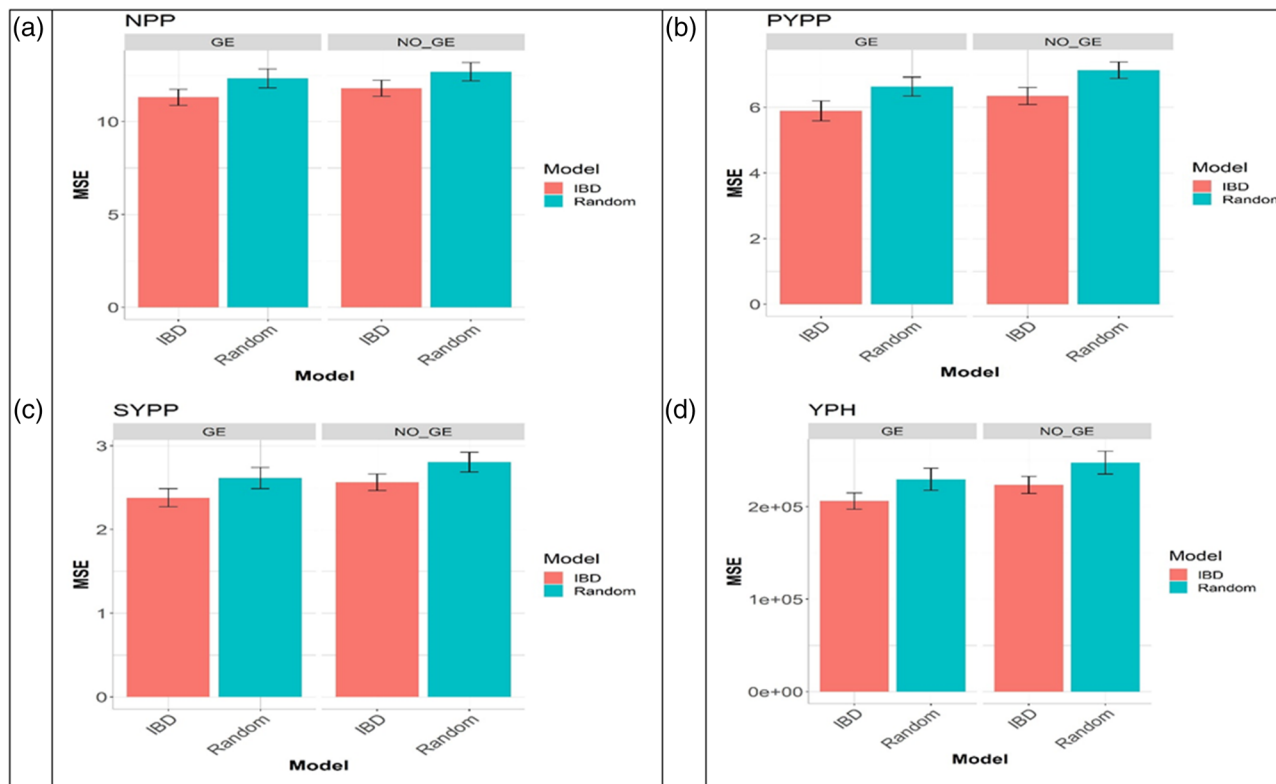 (a)
NPP
GE NO_GE
10
5
0
MSE
IBD Random IBD Random
Model
Model
IBD
Random
(b)
PYPP
GE NO_GE
6
4
2
0
MSE
IBD Random IBD Random
Model
Model
IBD
Random
(c)
SYPP
GE NO_GE
3
2
1
0
MSE
IBD Random IBD Random
Model
Model
IBD
Random
(d)
YPH
GE NO_GE
2e+05
1e+05
0e+00
MSE
IBD Random IBD Random
Model
Model
IBD
Random